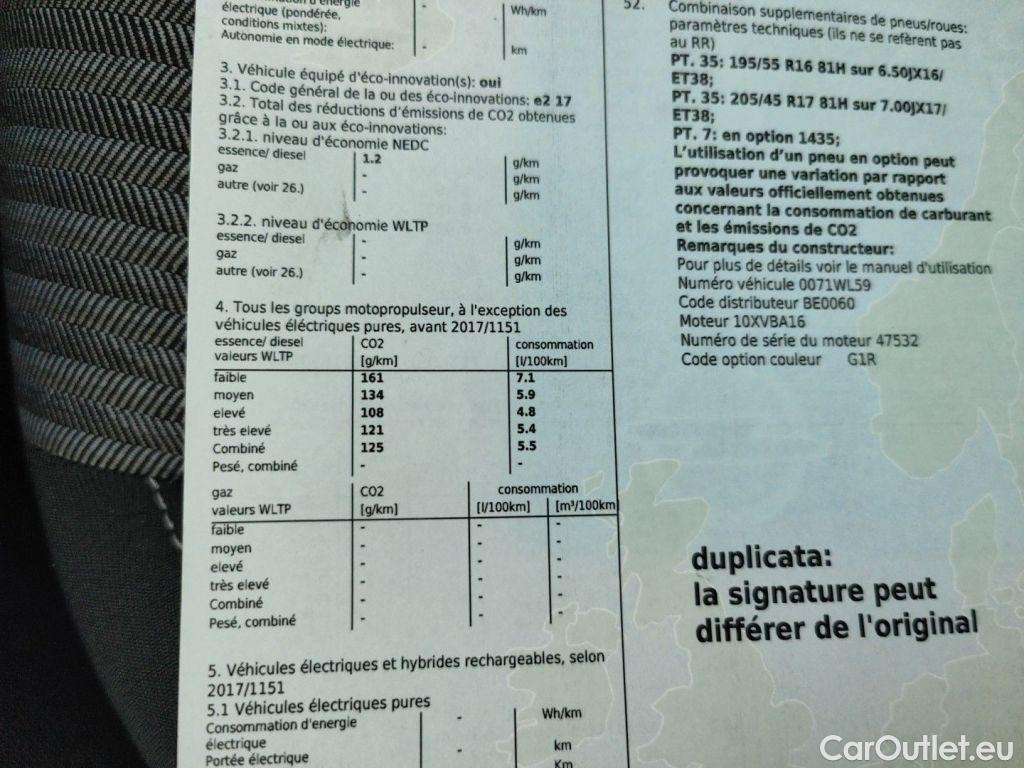 électrique (pondérée,
conditions mixtes): - Wh/km
Autonomie en mode électrique: - km
3. Véhicule équipé d'éco-innovation(s): oui
3.1. Code général de la ou des éco-innovations: e2 17
3.2. Total des réductions d'émissions de CO2 obtenues
grâce à la ou aux éco-innovations:
3.2.1. niveau d'économie NEDC
essence/ diesel 1.2 g/km
gaz - g/km
autre (voir 26.) - g/km
3.2.2. niveau d'économie WLTP
essence/ diesel - g/km
gaz - g/km
autre (voir 26.) - g/km
4. Tous les groups motopropulseur, à l'exception des
véhicules éléctriques pures, avant 2017/1151
essence/ diesel CO2 consommation
valeurs WLTP [g/km] [l/100km]
faible 161 7.1
moyen 134 5.9
elevé 108 4.8
très elevé 121 5.4
Combiné 125 5.5
Pesé, combiné - -
gaz CO2 consommation
valeurs WLTP [g/km] [l/100km] [m³/100km]
faible - - -
moyen - - -
elevé - - -
très elevé - - -
Combiné - - -
Pesé, combiné - - -
5. Véhicules électriques et hybrides rechargeables, selon
2017/1151
5.1 Véhicules électriques pures
Consommation d'energie - Wh/km
électrique - km
Portée électrique Km
52. Combinaison supplementaires de pneus/roues:
paramètres techniques (ils ne se refèrent pas
au RR)
PT. 35: 195/55 R16 81H sur 6.50JX16/
ET38;
PT. 35: 205/45 R17 81H sur 7.00JX17/
ET38;
PT. 7: en option 1435;
L'utilisation d'un pneu en option peut
provoquer une variation par rapport
aux valeurs officiellement obtenues
concernant la consommation de carburant
et les émissions de CO2
Remarques du constructeur:
Pour plus de détails voir le manuel d'utilisation
Numéro véhicule 0071WL59
Code distributeur BE0060
Moteur 10XVBA16
Numéro de série du moteur 47532
Code option couleur G1R
duplicata:
la signature peut
différer de l'original
CarOutlet.eu